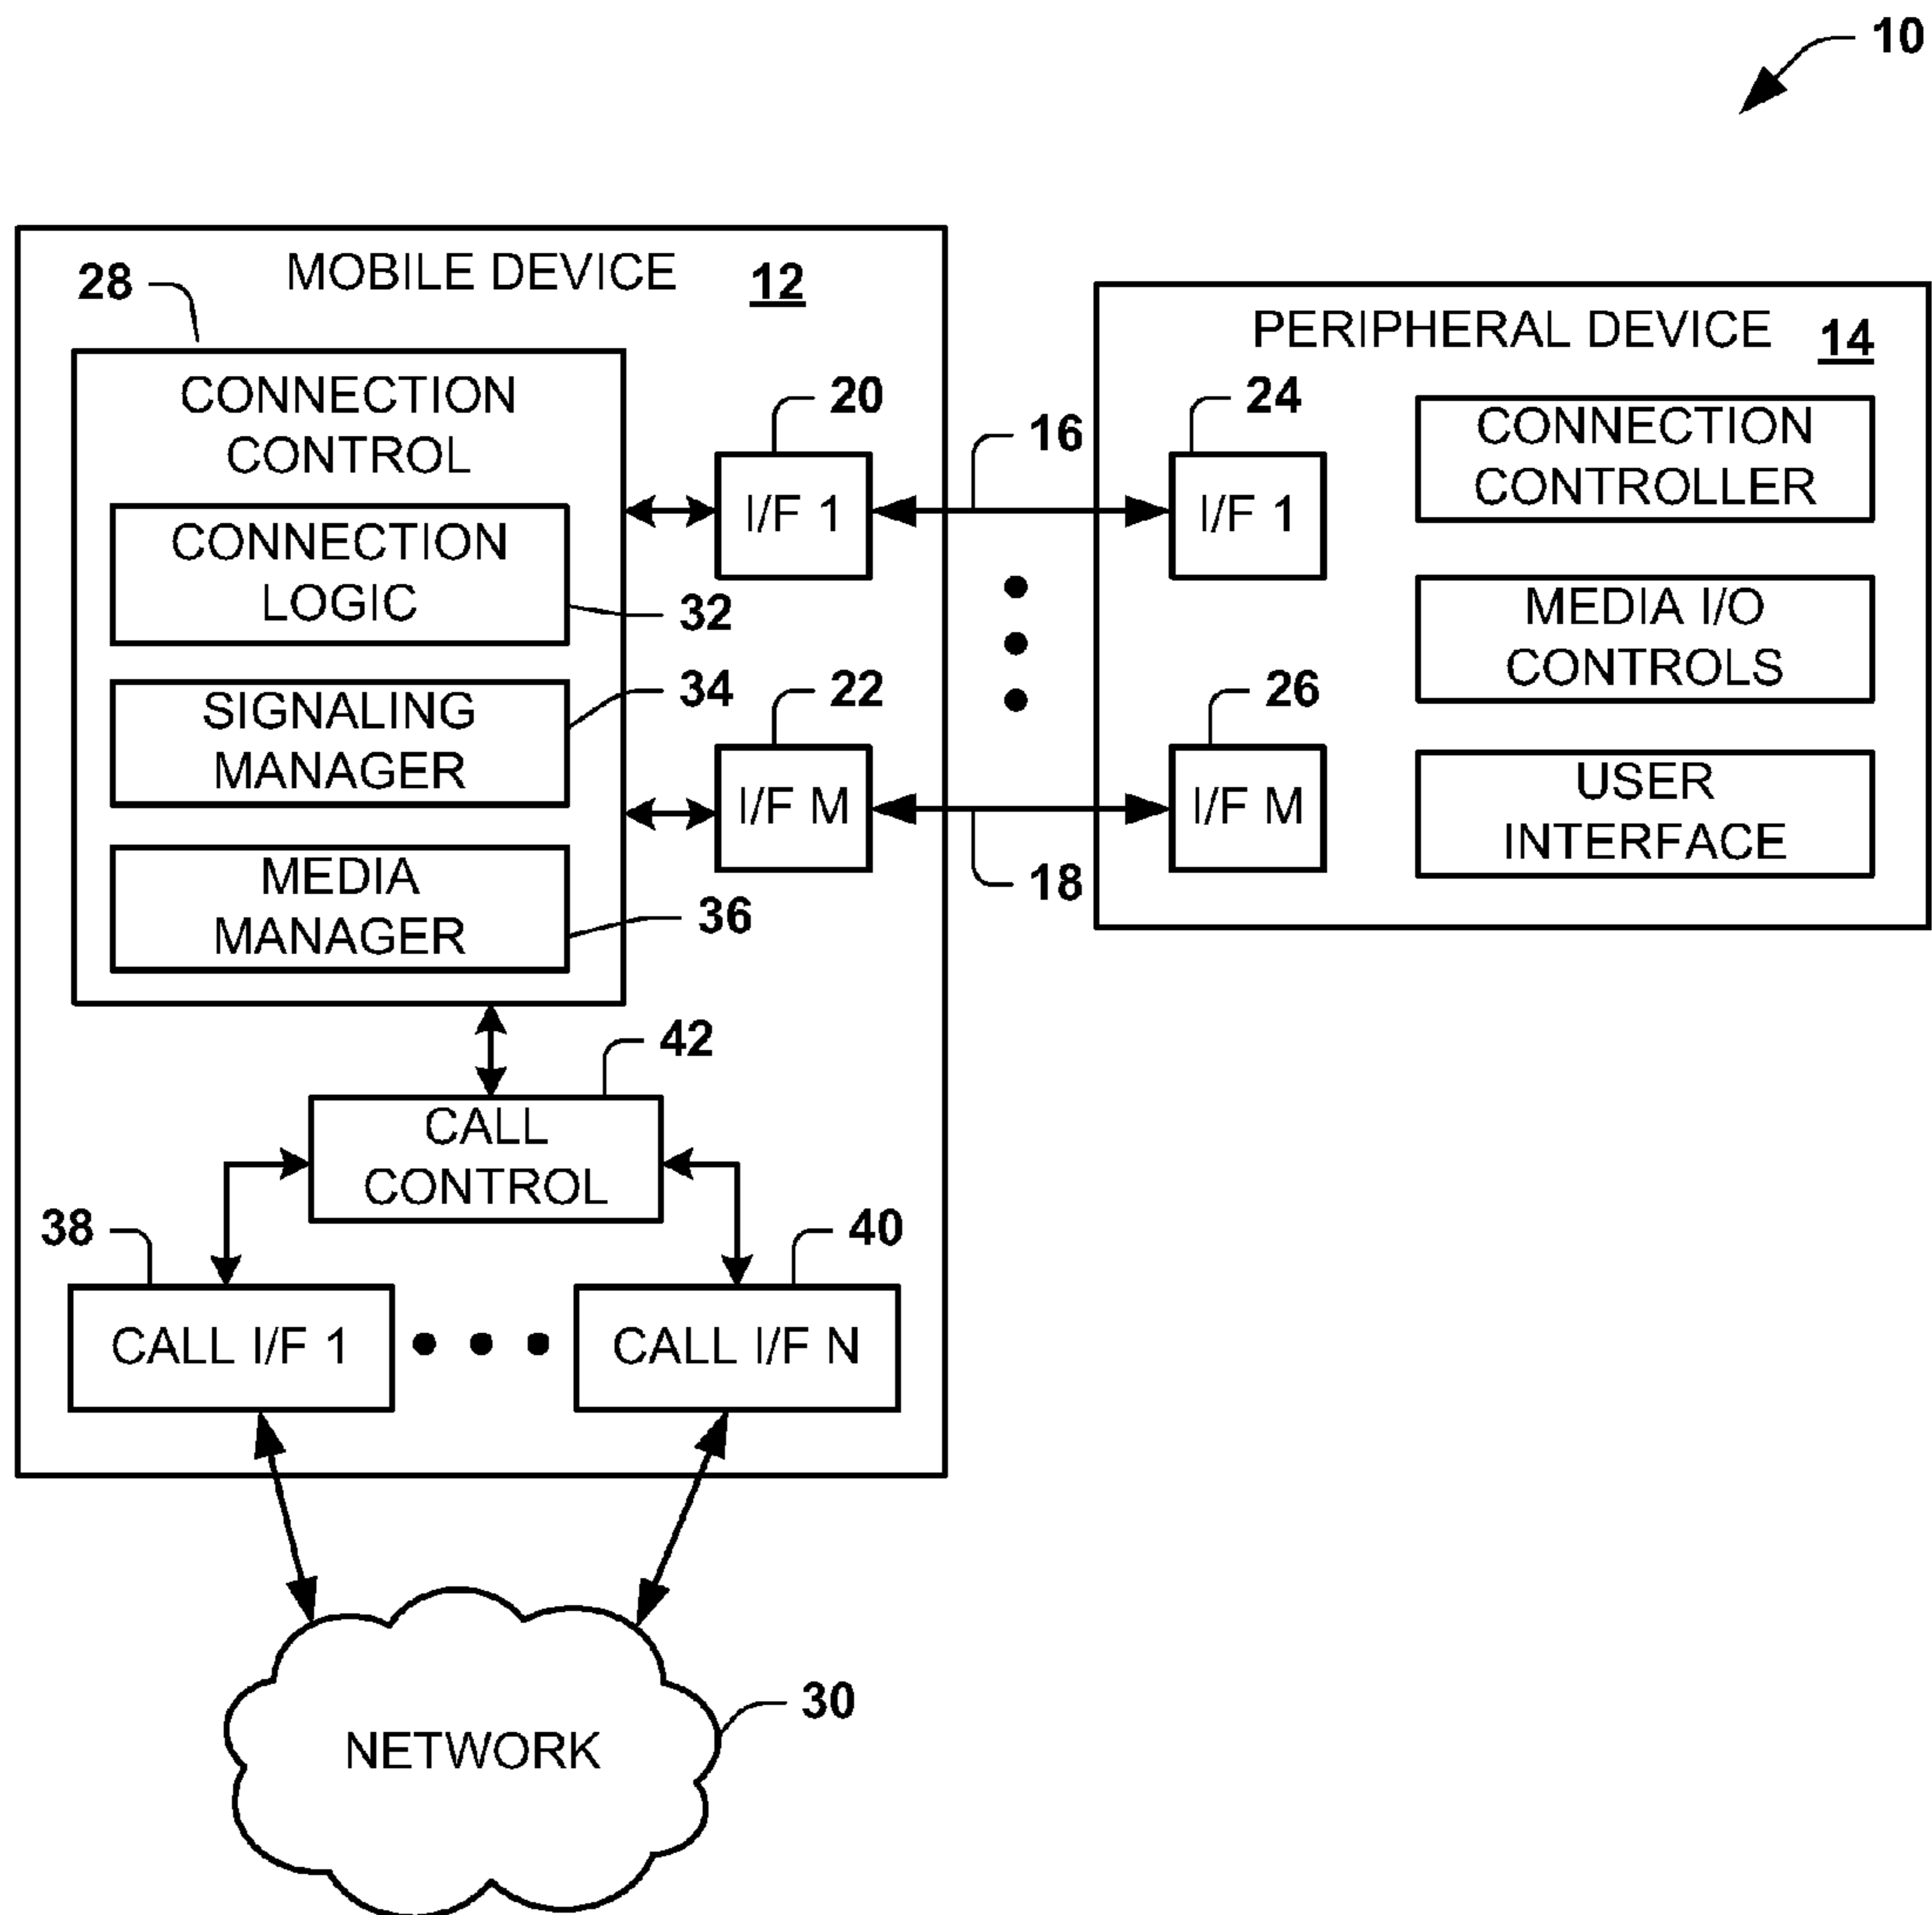 10
MOBILE DEVICE 12
28
CONNECTION
CONTROL
CONNECTION
LOGIC
32
SIGNALING
MANAGER
34
MEDIA
MANAGER
36
20
I/F 1
22
I/F M
16
18
PERIPHERAL DEVICE 14
24
I/F 1
26
I/F M
CONNECTION
CONTROLLER
MEDIA I/O
CONTROLS
USER
INTERFACE
42
CALL
CONTROL
38
CALL I/F 1
40
CALL I/F N
30
NETWORK